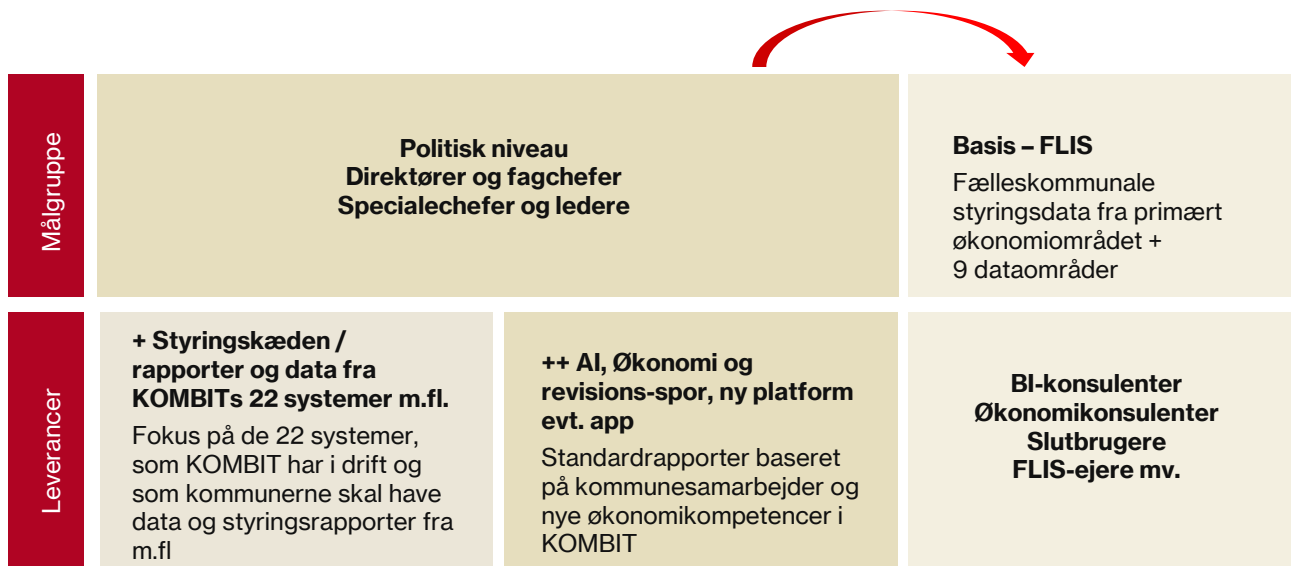 Målgruppe
Politisk niveau
Direktører og fagchefer
Specialechefer og ledere
Basis – FLIS
Fælleskommunale
styringsdata fra primært
økonomiområdet +
9 dataområder
Leverancer
+ Styringskæden /
rapporter og data fra
KOMBITs 22 systemer m.fl.
Fokus på de 22 systemer,
som KOMBIT har i drift og
som kommunerne skal have
data og styringsrapporter fra
m.fl
++ AI, Økonomi og
revisions-spor, ny platform
evt. app
Standardrapporter baseret
på kommunesamarbejder og
nye økonomikompetencer i
KOMBIT
BI-konsulenter
Økonomikonsulenter
Slutbrugere
FLIS-ejere mv.